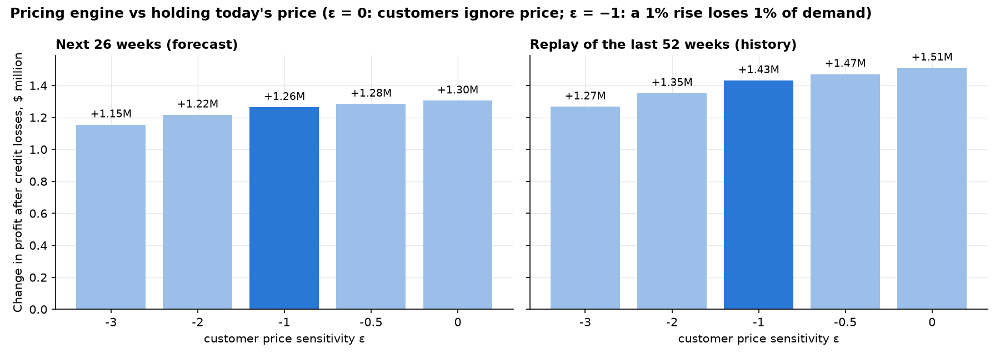 Pricing engine vs holding today's price (ε = 0: customers ignore price; ε = −1: a 1% rise loses 1% of demand)
Next 26 weeks (forecast)
Change in profit after credit losses, $ million
1.4
1.2
1.0
0.8
0.6
0.4
0.2
0.0
+1.15M
+1.22M
+1.26M
+1.28M
+1.30M
-3
-2
-1
-0.5
0
customer price sensitivity ε
Replay of the last 52 weeks (history)
+1.27M
+1.35M
+1.43M
+1.47M
+1.51M
-3
-2
-1
-0.5
0
customer price sensitivity ε